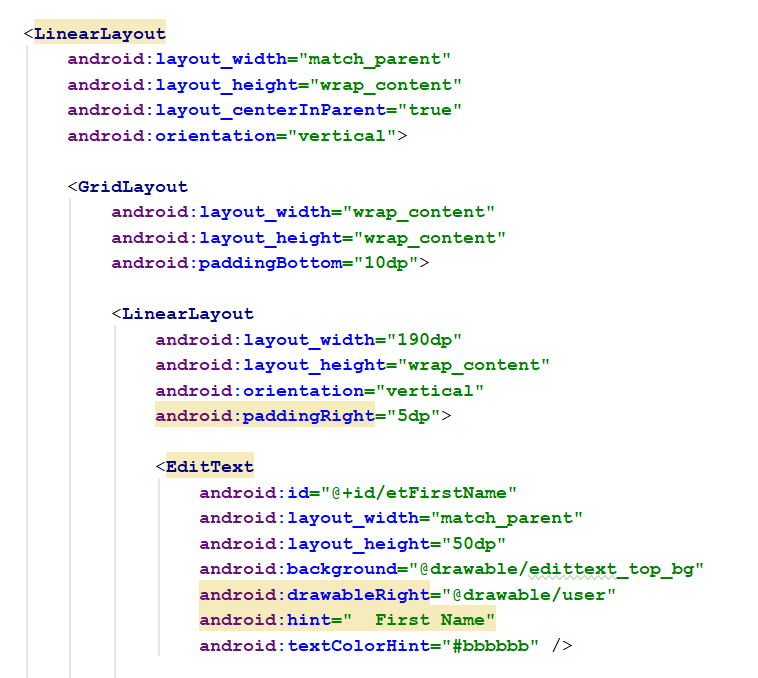 <LinearLayout
android:layout_width="match_parent"
android:layout_height="wrap_content"
android:layout_centerInParent="true"
android:orientation="vertical">
<GridLayout
android:layout_width="wrap_content"
android:layout_height="wrap_content"
android:paddingBottom="10dp">
<LinearLayout
android:layout_width="190dp"
android:layout_height="wrap_content"
android:orientation="vertical"
android:paddingRight="5dp">
<EditText
android:id="@+id/etFirstName"
android:layout_width="match_parent"
android:layout_height="50dp"
android:background="@drawable/edittext_top_bg"
android:drawableRight="@drawable/user"
android:hint="  First Name"
android:textColorHint="#bbbbbb" />